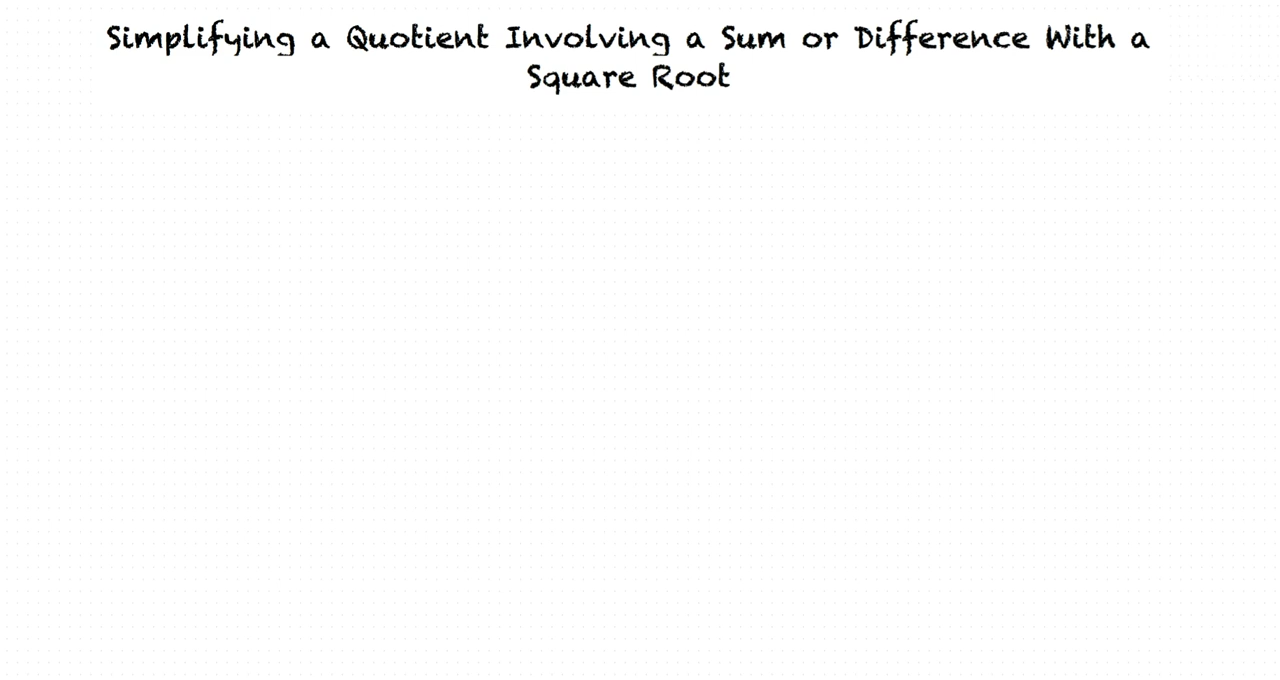 Simplifying a Quotient Involving a Sum or Difference With a
Square Root